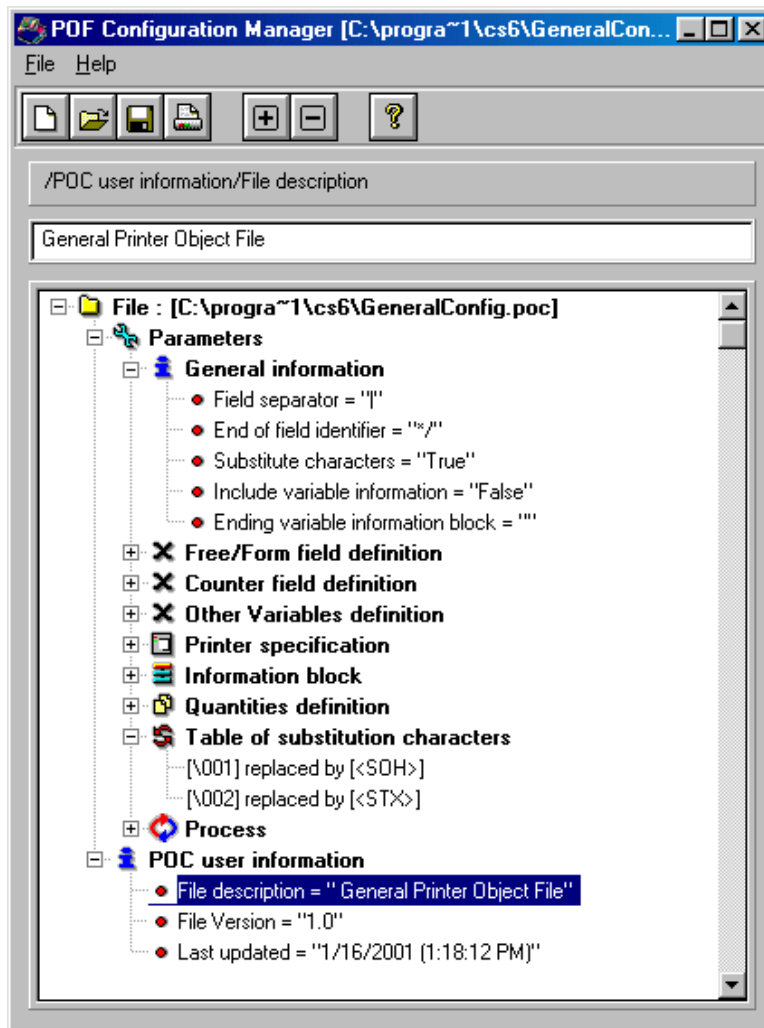 POF Configuration Manager [C:\progra~1\cs6\GeneralCon...
File Help
/POC user information/File description
General Printer Object File
File : [C:\progra~1\cs6\GeneralConfig.poc]
Parameters
General information
Field separator = "|"
End of field identifier = "*/"
Substitute characters = "True"
Include variable information = "False"
Ending variable information block = ""
Free/Form field definition
Counter field definition
Other Variables definition
Printer specification
Information block
Quantities definition
Table of substitution characters
[\001] replaced by [<SOH>]
[\002] replaced by [<STX>]
Process
POC user information
File description = " General Printer Object File"
File Version = "1.0"
Last updated = "1/16/2001 (1:18:12 PM)"